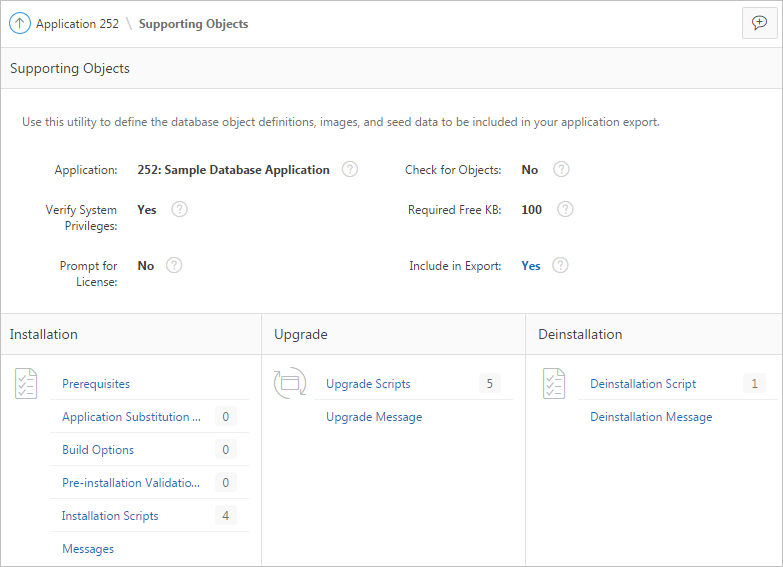 Application 252 \ Supporting Objects
Supporting Objects
Use this utility to define the database object definitions, images, and seed data to be included in your application export.
Application: 252: Sample Database Application ? Check for Objects: No ?
Verify System Privileges: Yes ? Required Free KB: 100 ?
Prompt for License: No ? Include in Export: Yes ?
Installation
Prerequisites
Application Substitution ... 0
Build Options 0
Pre-installation Validatio... 0
Installation Scripts 4
Messages
Upgrade
Upgrade Scripts 5
Upgrade Message
Deinstallation
Deinstallation Script 1
Deinstallation Message